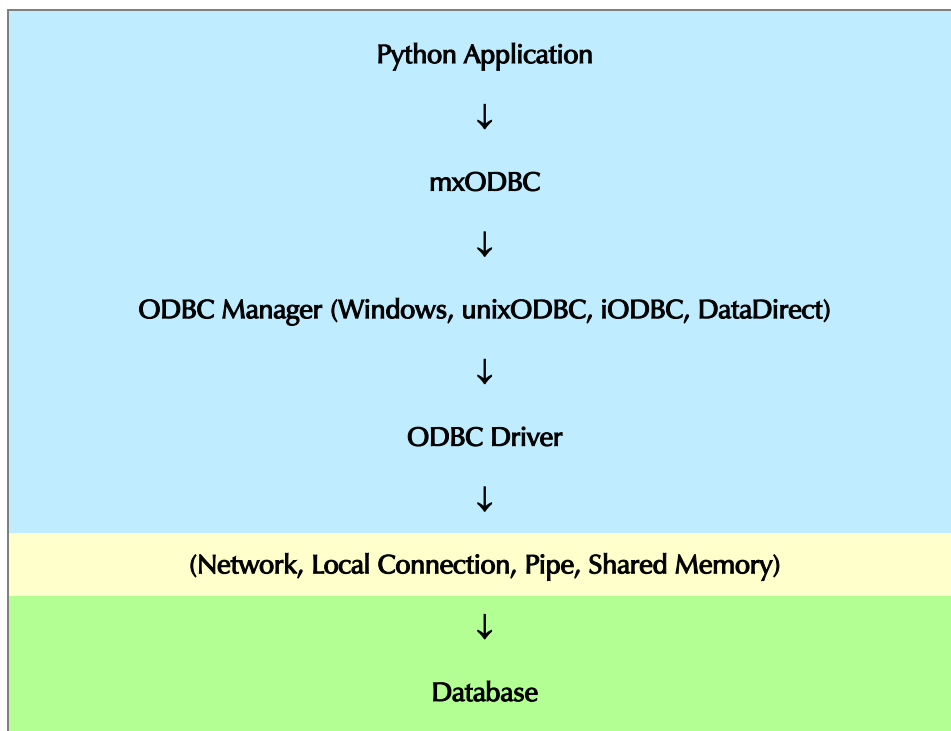 Python Application
↓
mxODBC
↓
ODBC Manager (Windows, unixODBC, iODBC, DataDirect)
↓
ODBC Driver
↓
(Network, Local Connection, Pipe, Shared Memory)
↓
Database